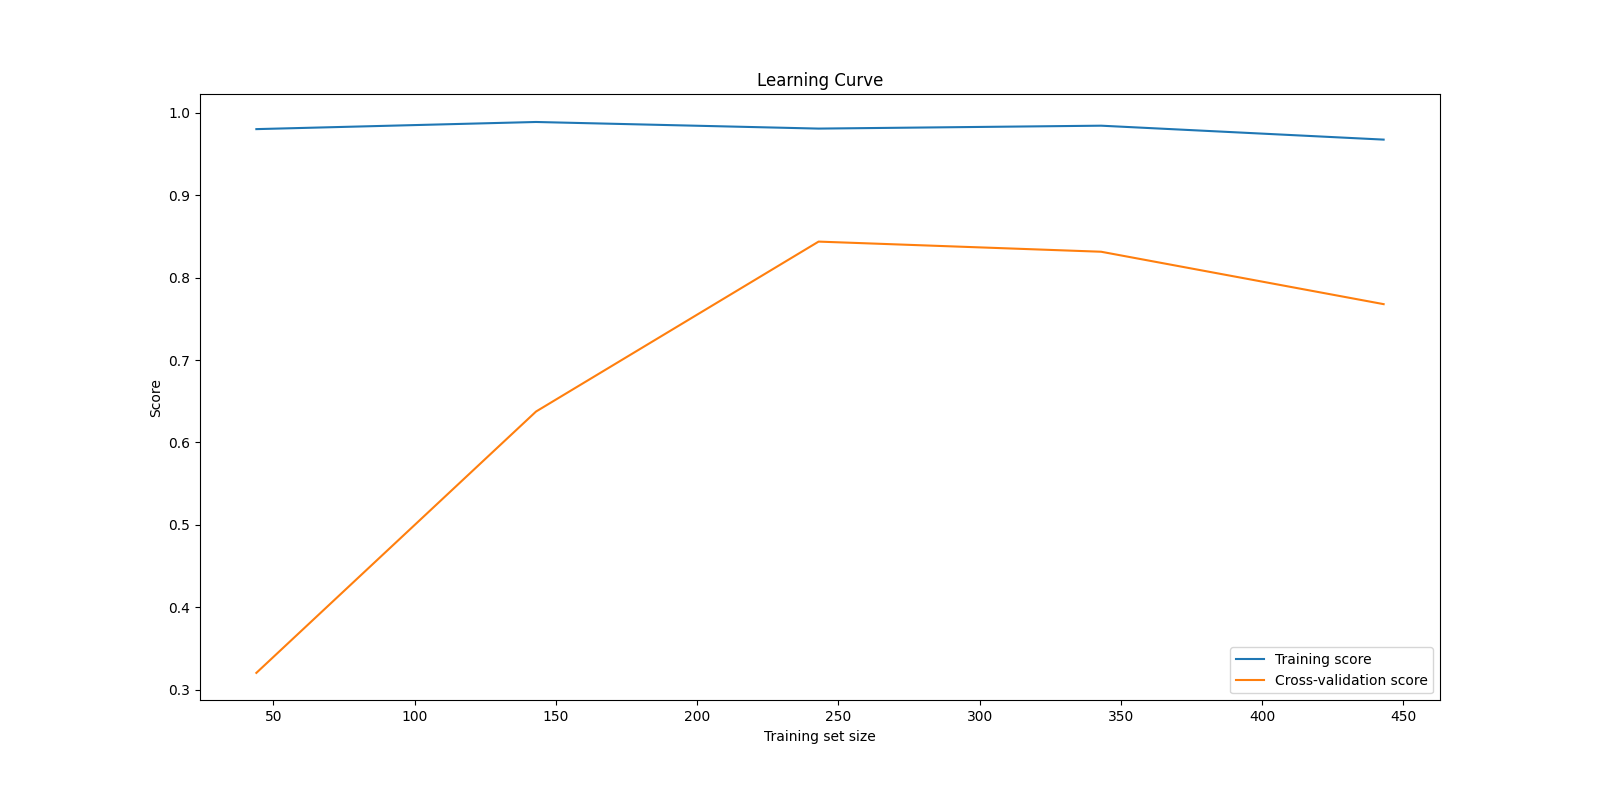 Learning Curve
1.0
0.9
0.8
0.7
0.6
0.5
0.4
0.3
Score
Training score
Cross-validation score
50 100 150 200 250 300 350 400 450
Training set size